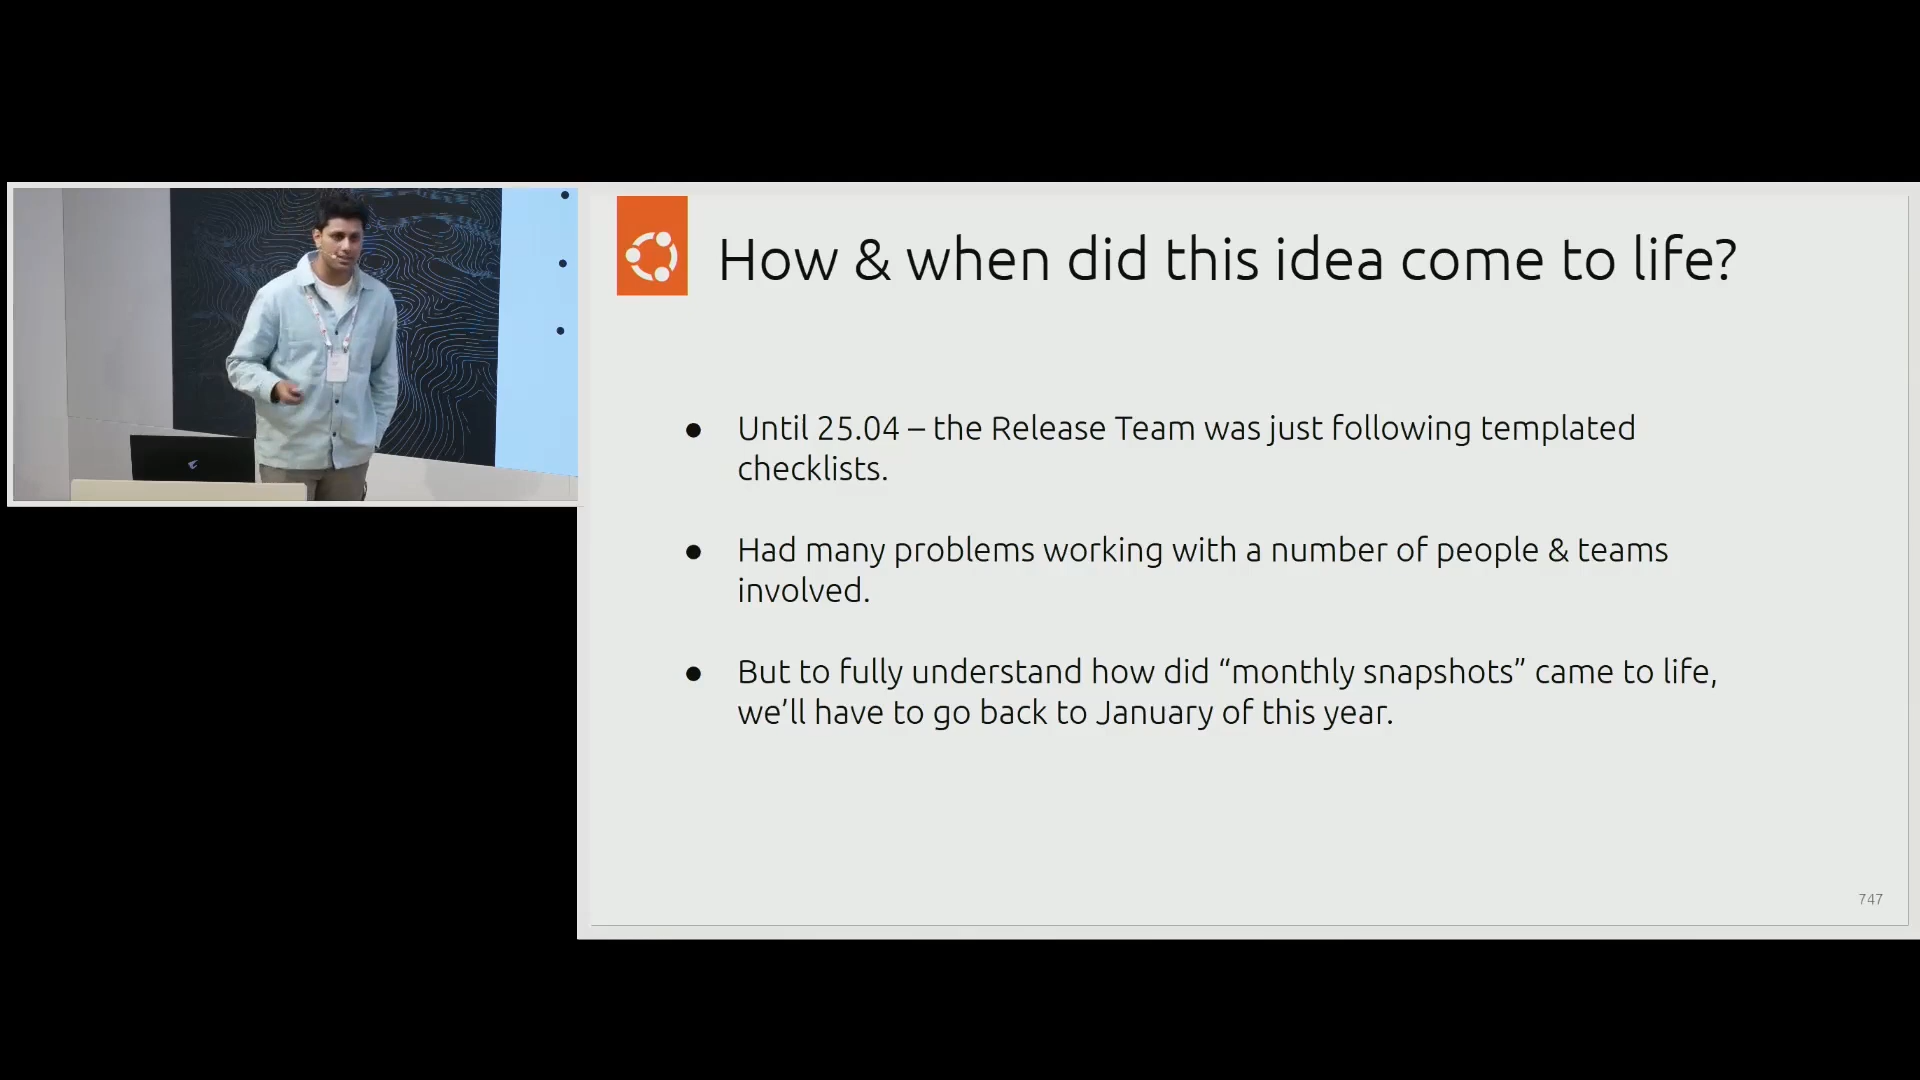 How & when did this idea come to life?
● Until 25.04 – the Release Team was just following templated
checklists.
● Had many problems working with a number of people & teams
involved.
● But to fully understand how did “monthly snapshots” came to life,
we’ll have to go back to January of this year.
747